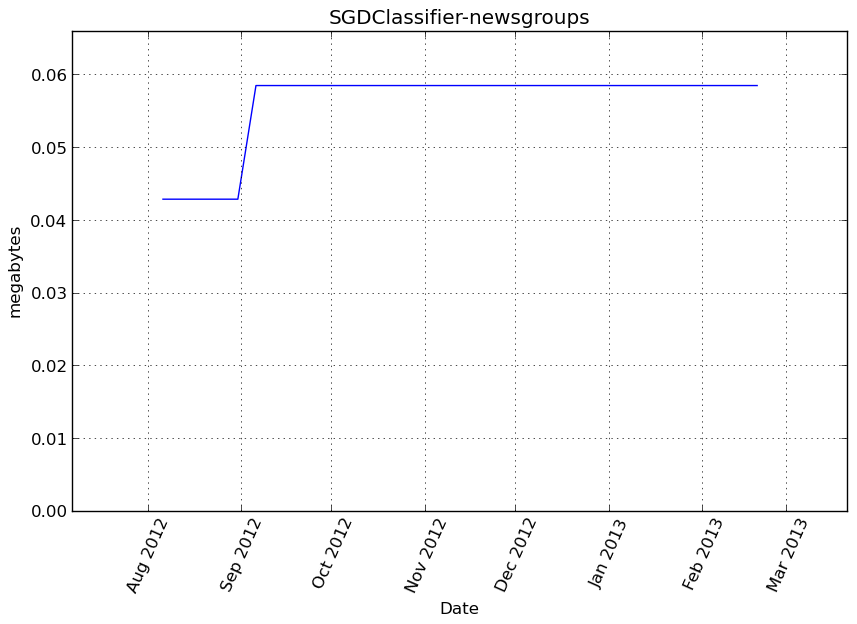 SGDClassifier-newsgroups
0.06
0.05
0.04
0.03
0.02
0.01
0.00
megabytes
Aug 2012
Sep 2012
Oct 2012
Nov 2012
Dec 2012
Jan 2013
Feb 2013
Mar 2013
Date